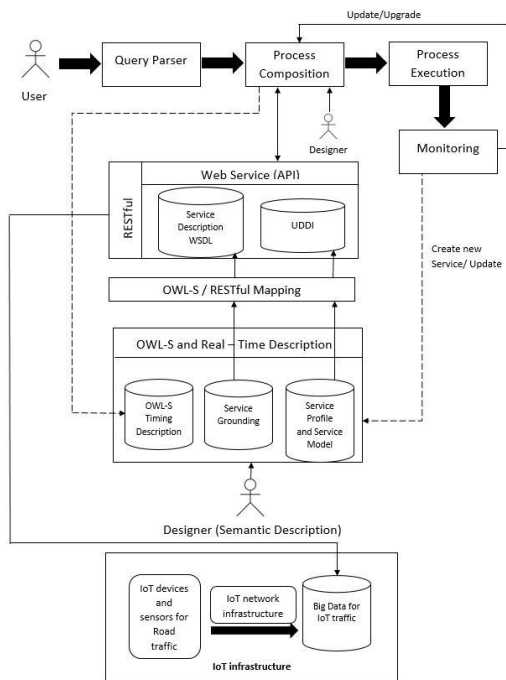 Update/Upgrade
User
Query Parser
Process
Composition
Process
Execution
Designer
Monitoring
RESTful
Web Service (API)
Service
Description
WSDL
UDDI
Create new
Service/ Update
OWL-S / RESTful Mapping
OWL-S and Real – Time Description
OWL-S
Timing
Description
Service
Grounding
Service
Profile
and Service
Model
Designer (Semantic Description)
IoT devices
and
sensors for
Road
traffic
IoT network
infrastructure
Big Data for
IoT traffic
IoT infrastructure